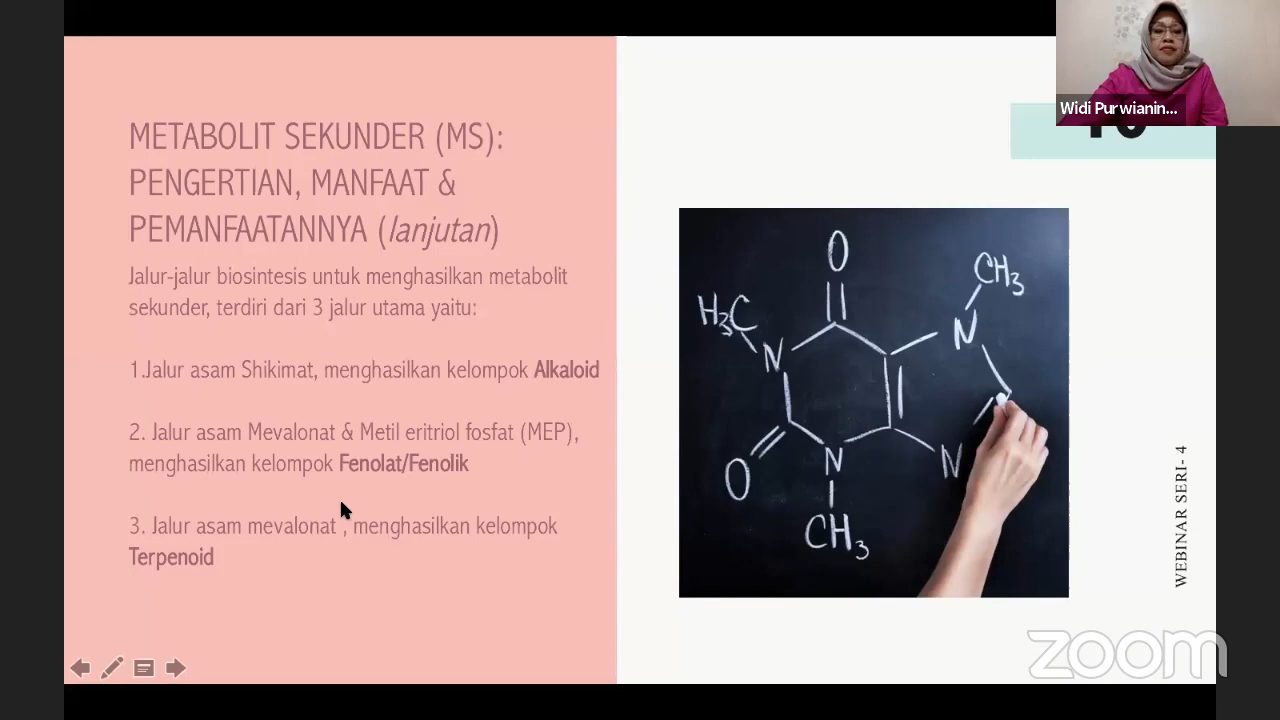 METABOLIT SEKUNDER (MS):
PENGERTIAN, MANFAAT &
PEMANFAATANNYA (lanjutan)
Jalur-jalur biosintesis untuk menghasilkan metabolit
sekunder, terdiri dari 3 jalur utama yaitu:
1.Jalur asam Shikimat, menghasilkan kelompok Alkaloid
2. Jalur asam Mevalonat & Metil eritriol fosfat (MEP),
menghasilkan kelompok Fenolat/Fenolik
3. Jalur asam mevalonat , menghasilkan kelompok
Terpenoid
Widi Purwianin...
O
CH3
H3C
N
N
O
N
N
CH3
WEBINAR SERI- 4
zoom